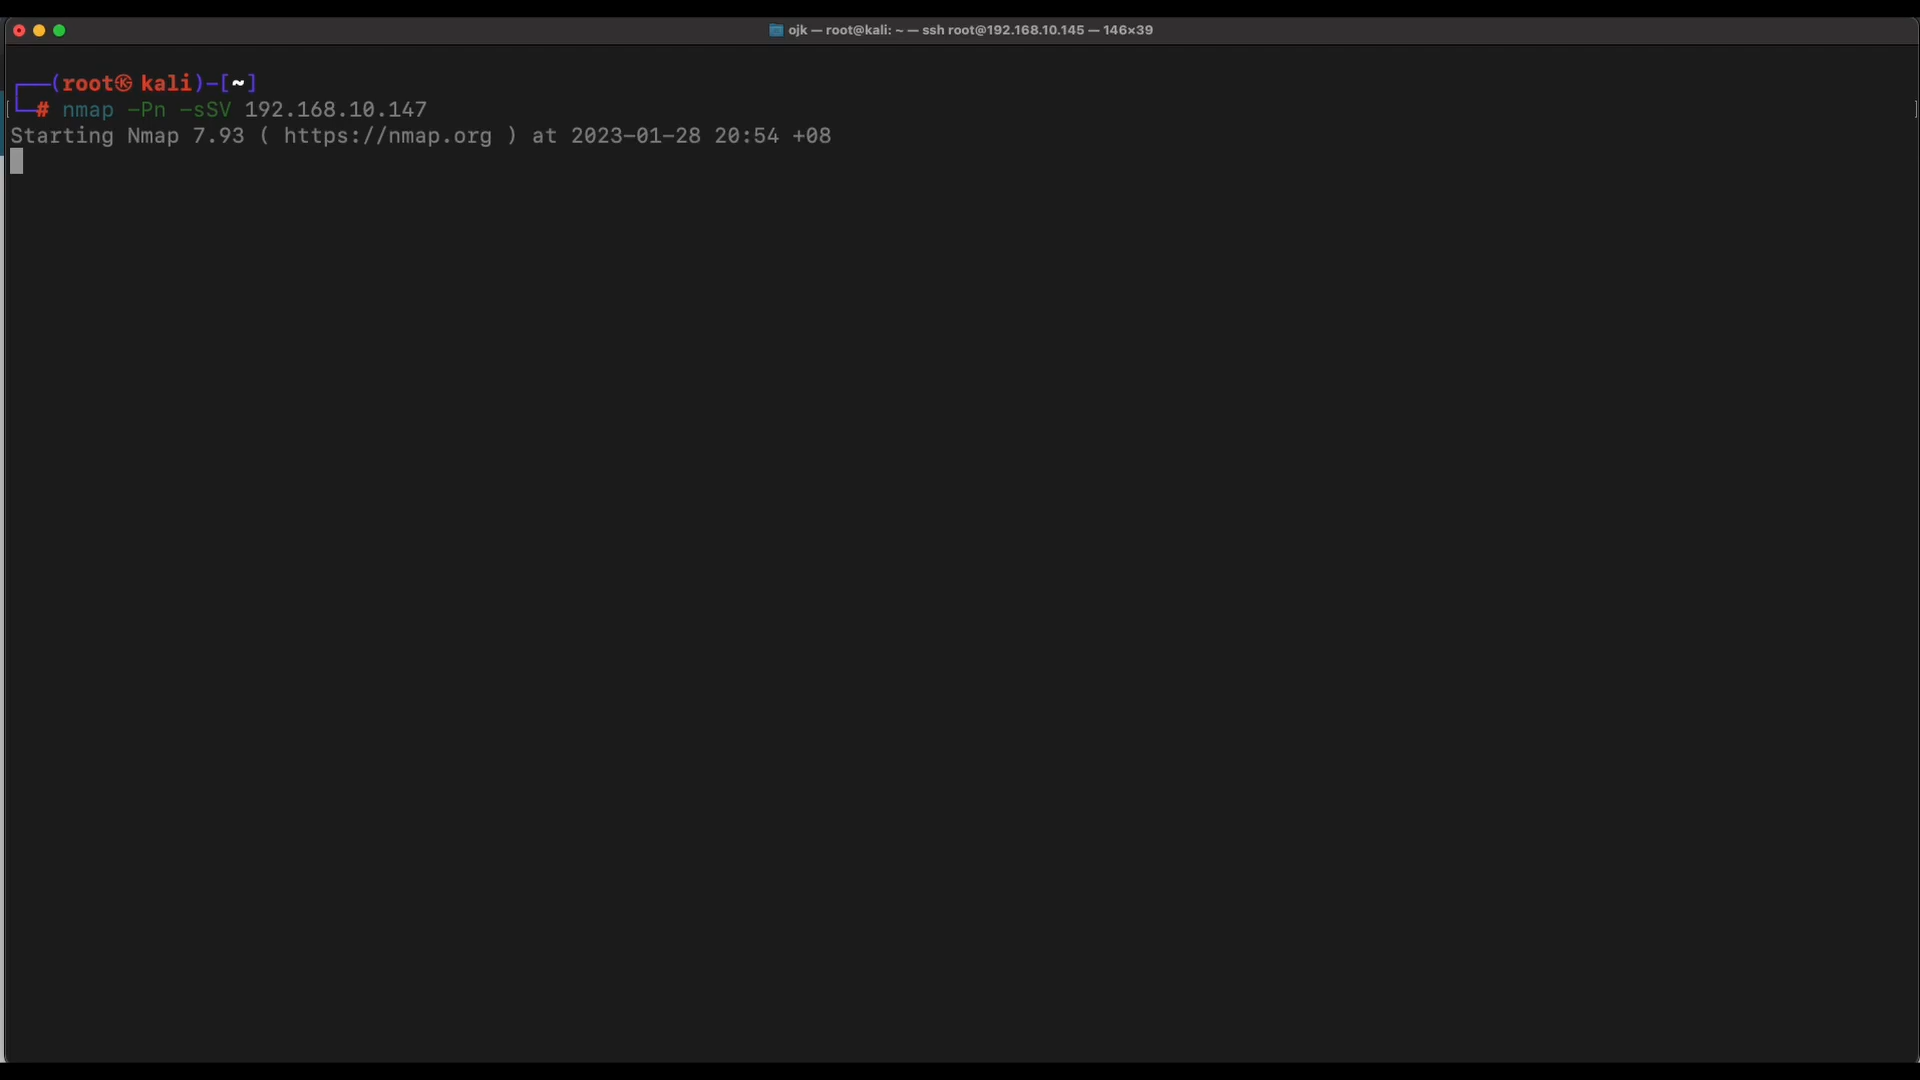 ojk — root@kali: ~ — ssh root@192.168.10.145 — 146×39
┌──(root㉿kali)-[~]
└─# nmap -Pn -sSV 192.168.10.147
Starting Nmap 7.93 ( https://nmap.org ) at 2023-01-28 20:54 +08